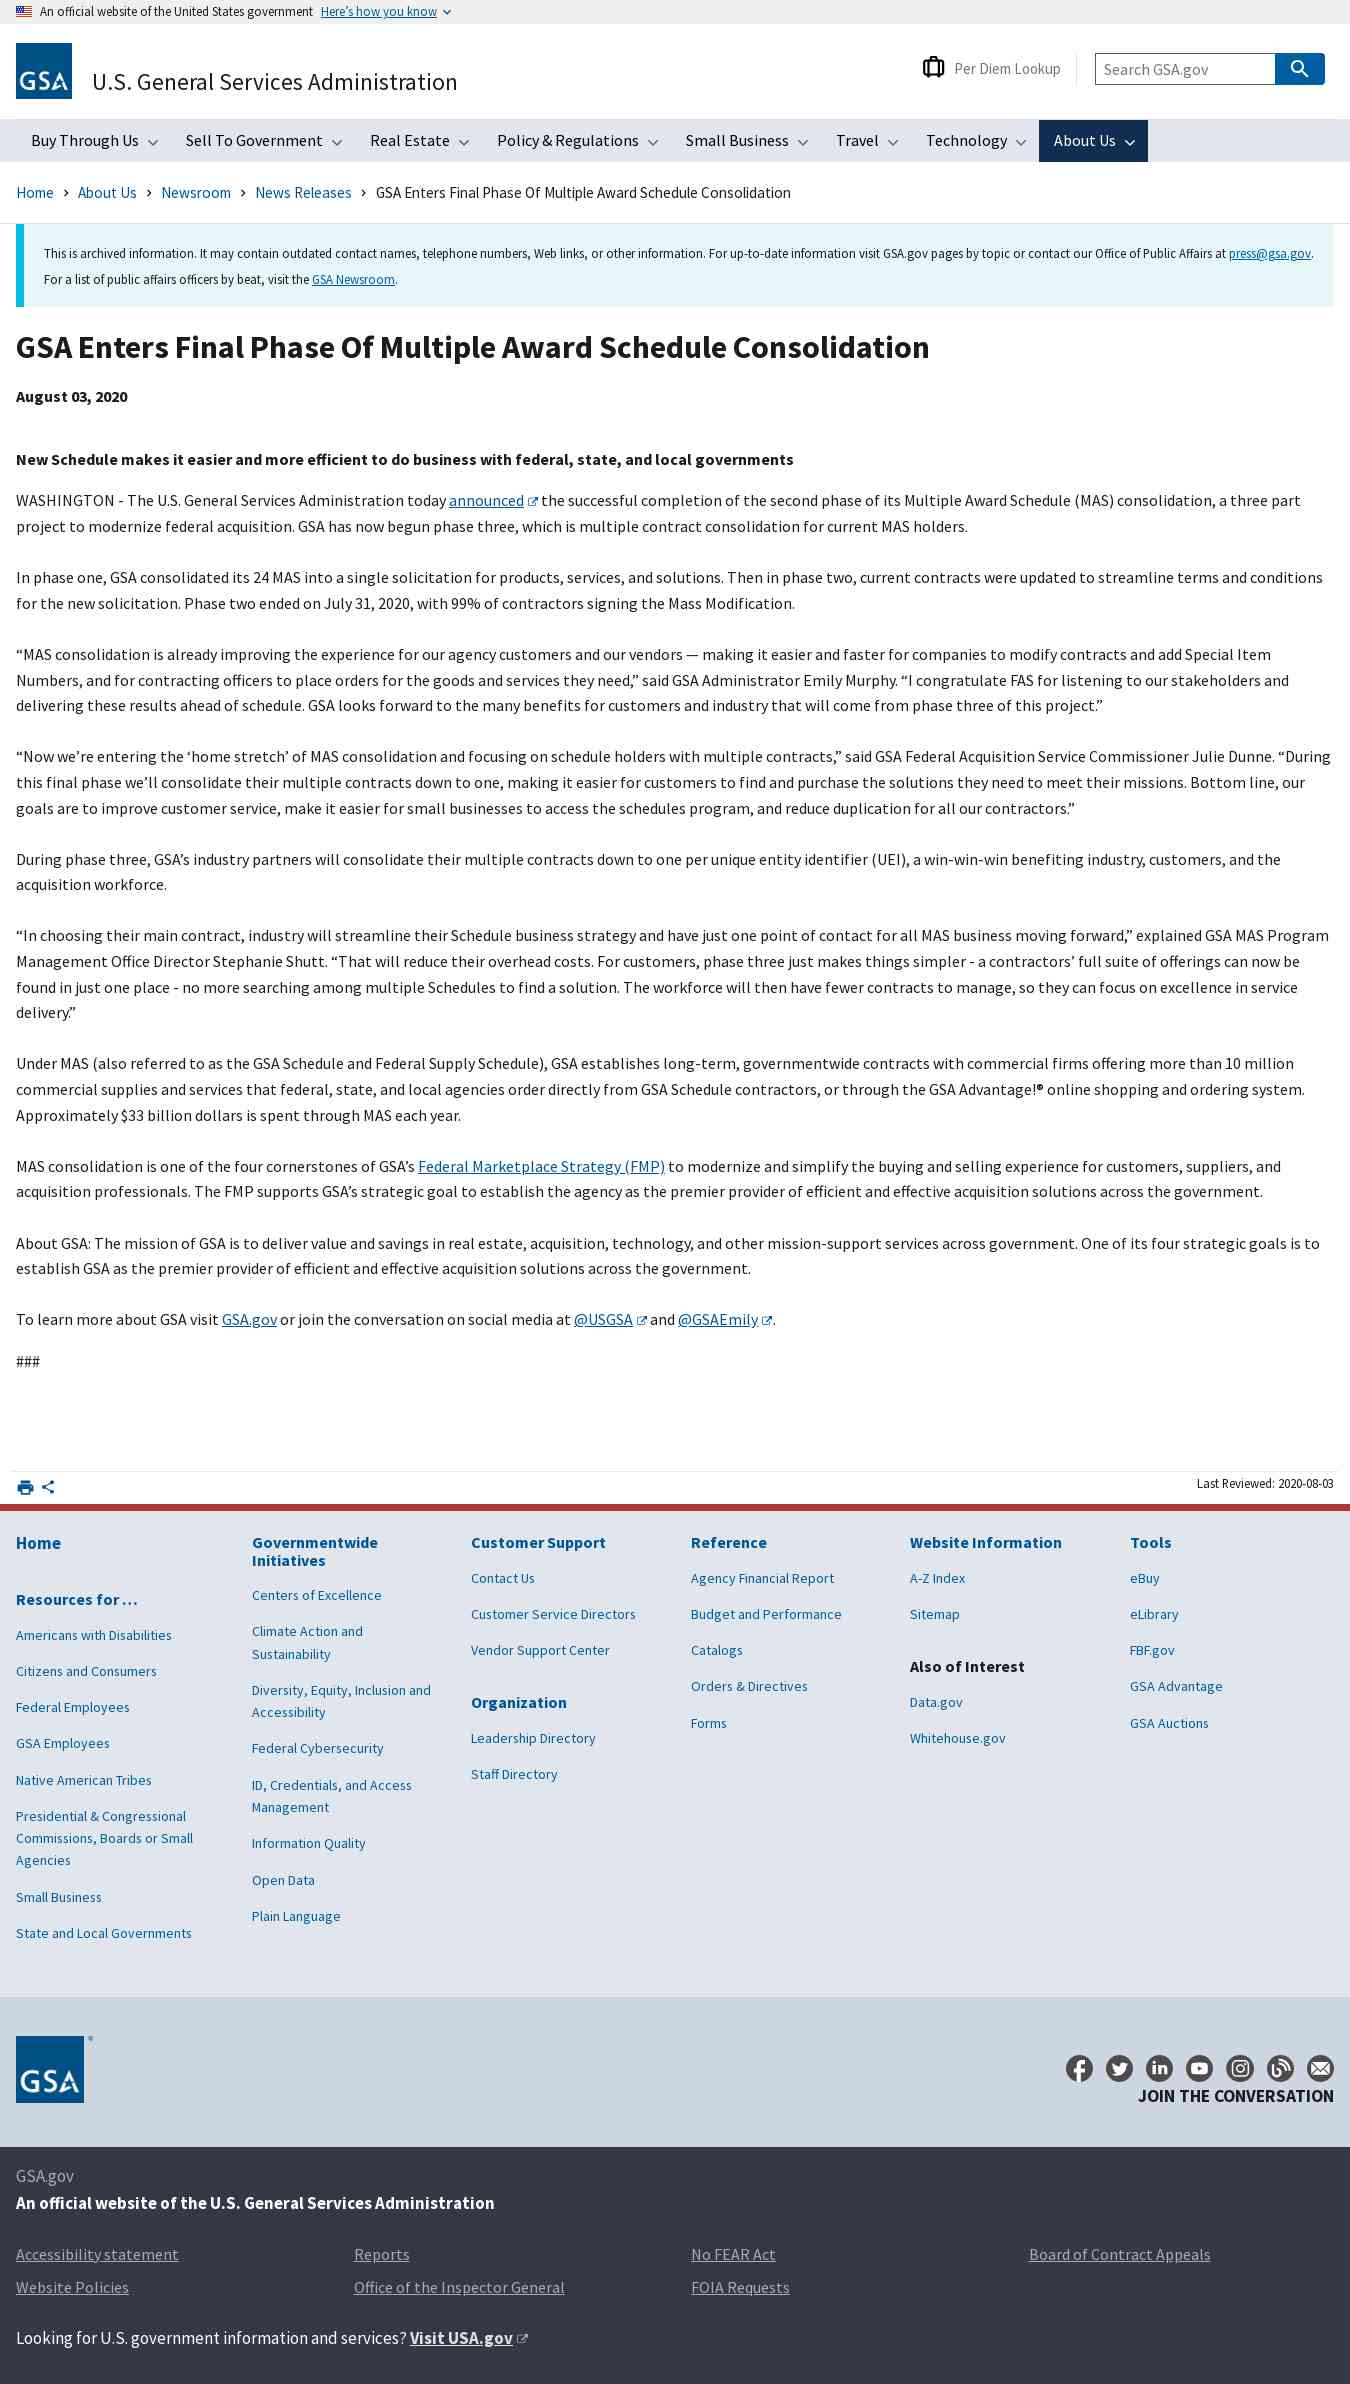 An official website of the United States government Here's how you know
GSA
U.S. General Services Administration
Per Diem Lookup
Search GSA.gov
Buy Through Us Sell To Government Real Estate Policy & Regulations Small Business Travel Technology About Us
Home > About Us > Newsroom > News Releases > GSA Enters Final Phase Of Multiple Award Schedule Consolidation
This is archived information. It may contain outdated contact names, telephone numbers, Web links, or other information. For up-to-date information visit GSA.gov pages by topic or contact our Office of Public Affairs at press@gsa.gov.
For a list of public affairs officers by beat, visit the GSA Newsroom.
GSA Enters Final Phase Of Multiple Award Schedule Consolidation
August 03, 2020
New Schedule makes it easier and more efficient to do business with federal, state, and local governments
WASHINGTON - The U.S. General Services Administration today announced the successful completion of the second phase of its Multiple Award Schedule (MAS) consolidation, a three part
project to modernize federal acquisition. GSA has now begun phase three, which is multiple contract consolidation for current MAS holders.
In phase one, GSA consolidated its 24 MAS into a single solicitation for products, services, and solutions. Then in phase two, current contracts were updated to streamline terms and conditions
for the new solicitation. Phase two ended on July 31, 2020, with 99% of contractors signing the Mass Modification.
“MAS consolidation is already improving the experience for our agency customers and our vendors — making it easier and faster for companies to modify contracts and add Special Item
Numbers, and for contracting officers to place orders for the goods and services they need,” said GSA Administrator Emily Murphy. “I congratulate FAS for listening to our stakeholders and
delivering these results ahead of schedule. GSA looks forward to the many benefits for customers and industry that will come from phase three of this project.”
“Now we’re entering the ‘home stretch’ of MAS consolidation and focusing on schedule holders with multiple contracts,” said GSA Federal Acquisition Service Commissioner Julie Dunne. “During
this final phase we’ll consolidate their multiple contracts down to one, making it easier for customers to find and purchase the solutions they need to meet their missions. Bottom line, our
goals are to improve customer service, make it easier for small businesses to access the schedules program, and reduce duplication for all our contractors.”
During phase three, GSA’s industry partners will consolidate their multiple contracts down to one per unique entity identifier (UEI), a win-win-win benefiting industry, customers, and the
acquisition workforce.
“In choosing their main contract, industry will streamline their Schedule business strategy and have just one point of contact for all MAS business moving forward,” explained GSA MAS Program
Management Office Director Stephanie Shutt. “That will reduce their overhead costs. For customers, phase three just makes things simpler - a contractors’ full suite of offerings can now be
found in just one place - no more searching among multiple Schedules to find a solution. The workforce will then have fewer contracts to manage, so they can focus on excellence in service
delivery.”
Under MAS (also referred to as the GSA Schedule and Federal Supply Schedule), GSA establishes long-term, governmentwide contracts with commercial firms offering more than 10 million
commercial supplies and services that federal, state, and local agencies order directly from GSA Schedule contractors, or through the GSA Advantage!® online shopping and ordering system.
Approximately $33 billion dollars is spent through MAS each year.
MAS consolidation is one of the four cornerstones of GSA’s Federal Marketplace Strategy (FMP) to modernize and simplify the buying and selling experience for customers, suppliers, and
acquisition professionals. The FMP supports GSA’s strategic goal to establish the agency as the premier provider of efficient and effective acquisition solutions across the government.
About GSA: The mission of GSA is to deliver value and savings in real estate, acquisition, technology, and other mission-support services across government. One of its four strategic goals is to
establish GSA as the premier provider of efficient and effective acquisition solutions across the government.
To learn more about GSA visit GSA.gov or join the conversation on social media at @USGSA and @GSAEmily.
###
Last Reviewed: 2020-08-03
Home
Resources for …
Americans with Disabilities
Citizens and Consumers
Federal Employees
GSA Employees
Native American Tribes
Presidential & Congressional
Commissions, Boards or Small
Agencies
Small Business
State and Local Governments
Governmentwide
Initiatives
Centers of Excellence
Climate Action and
Sustainability
Diversity, Equity, Inclusion and
Accessibility
Federal Cybersecurity
ID, Credentials, and Access
Management
Information Quality
Open Data
Plain Language
Customer Support
Contact Us
Customer Service Directors
Vendor Support Center
Organization
Leadership Directory
Staff Directory
Reference
Agency Financial Report
Budget and Performance
Catalogs
Orders & Directives
Forms
Website Information
A-Z Index
Sitemap
Also of Interest
Data.gov
Whitehouse.gov
Tools
eBuy
eLibrary
FBF.gov
GSA Advantage
GSA Auctions
GSA®
JOIN THE CONVERSATION
GSA.gov
An official website of the U.S. General Services Administration
Accessibility statement Reports No FEAR Act Board of Contract Appeals
Website Policies Office of the Inspector General FOIA Requests
Looking for U.S. government information and services? Visit USA.gov